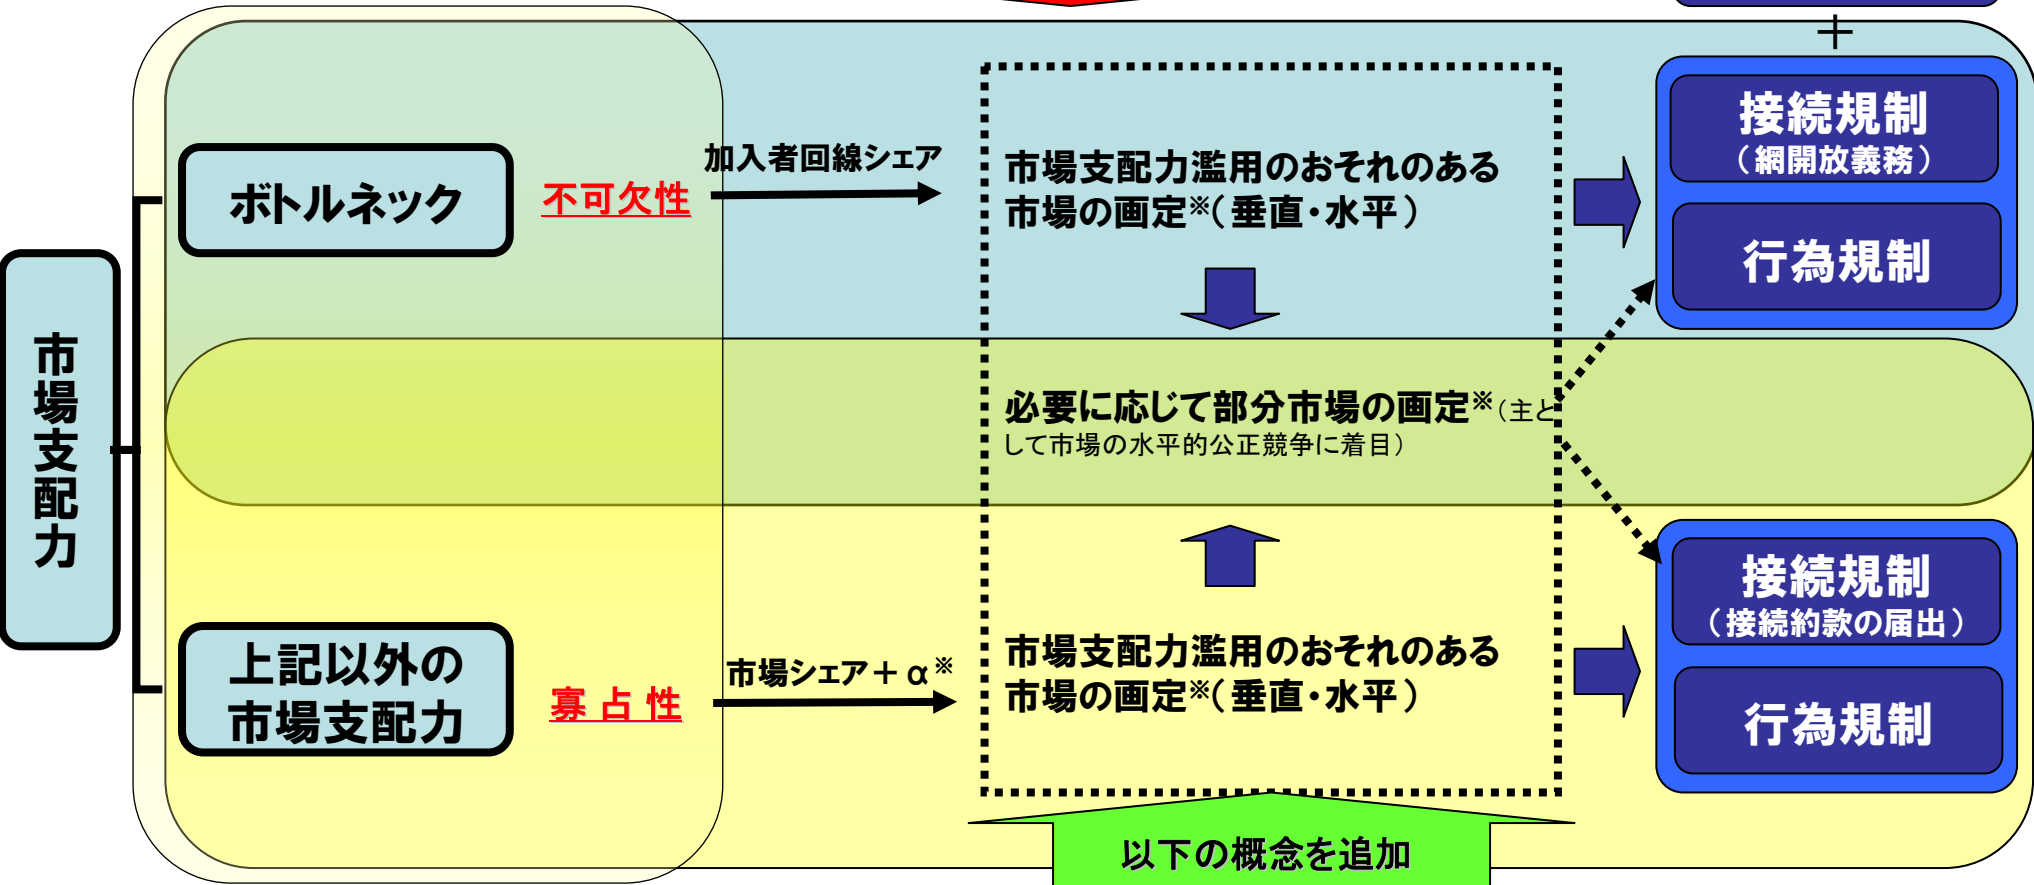 ＋
市場支配力
ボトルネック
不可欠性
加入者回線シェア
市場支配力濫用のおそれのある
市場の画定※(垂直・水平)
接続規制
(網開放義務)
行為規制
必要に応じて部分市場の画定※(主と
して市場の水平的公正競争に着目)
上記以外の
市場支配力
寡占性
市場シェア＋α※
市場支配力濫用のおそれのある
市場の画定※(垂直・水平)
接続規制
(接続約款の届出)
行為規制
以下の概念を追加